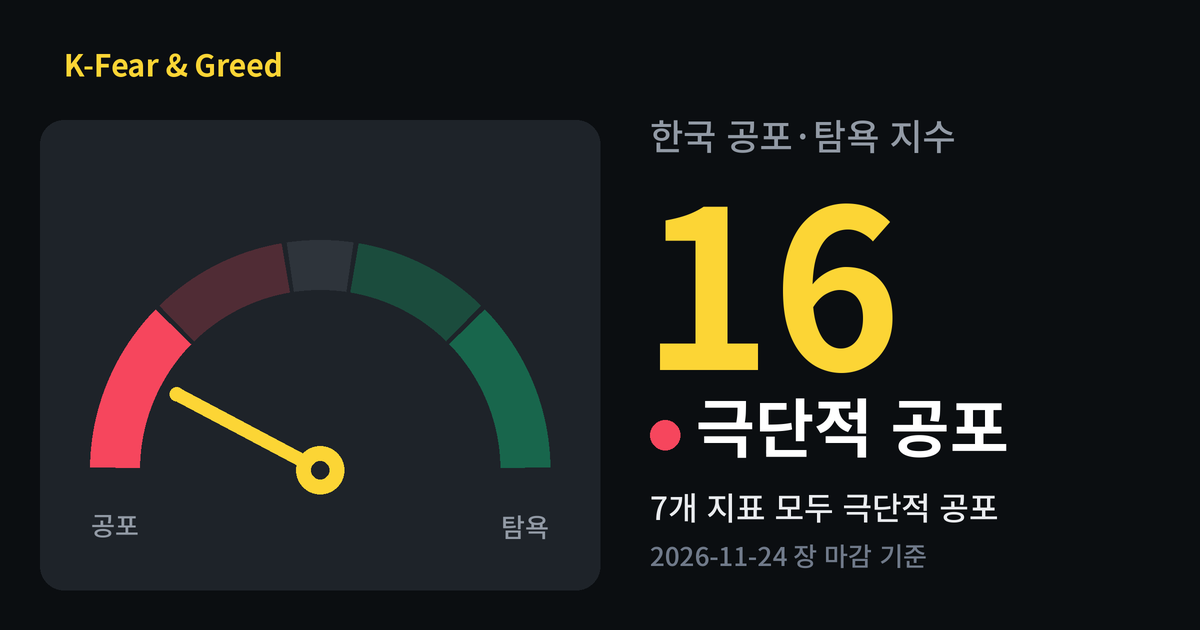 K-Fear & Greed
한국 공포·탐욕 지수
16
극단적 공포
7개 지표 모두 극단적 공포
2026-11-24 장 마감 기준
공포
탐욕